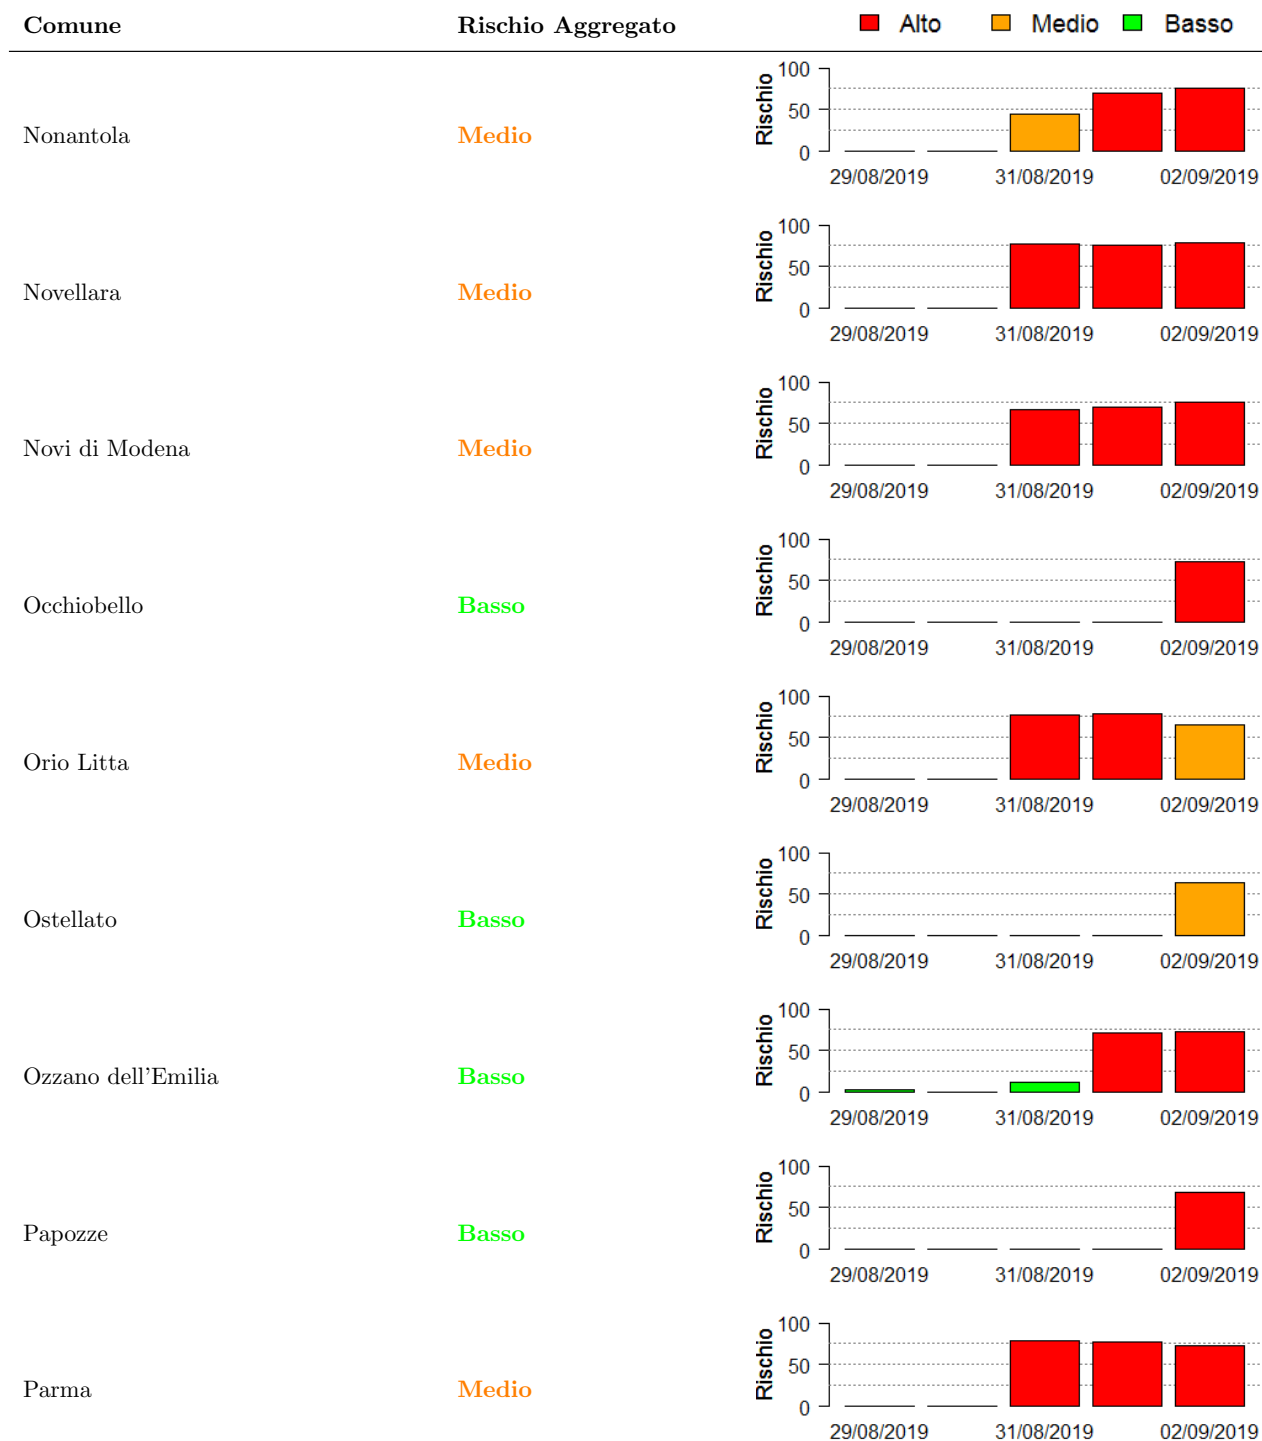 Comune Rischio Aggregato Alto Medio Basso
100
50
0
Rischio
Nonantola Medio
29/08/2019 31/08/2019 02/09/2019
100
50
0
Rischio
Novellara Medio
29/08/2019 31/08/2019 02/09/2019
100
50
0
Rischio
Novi di Modena Medio
29/08/2019 31/08/2019 02/09/2019
100
50
0
Rischio
Occhiobello Basso
29/08/2019 31/08/2019 02/09/2019
100
50
0
Rischio
Orio Litta Medio
29/08/2019 31/08/2019 02/09/2019
100
50
0
Rischio
Ostellato Basso
29/08/2019 31/08/2019 02/09/2019
100
50
0
Rischio
Ozzano dell'Emilia Basso
29/08/2019 31/08/2019 02/09/2019
100
50
0
Rischio
Papozze Basso
29/08/2019 31/08/2019 02/09/2019
100
50
0
Rischio
Parma Medio
29/08/2019 31/08/2019 02/09/2019